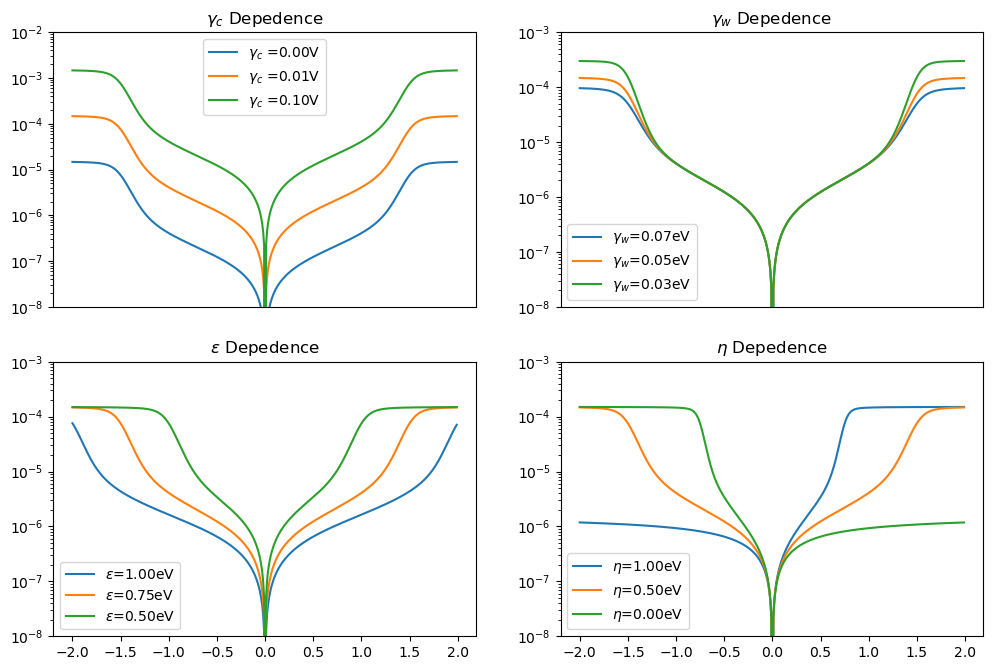 γc Depedence
10−2
10−3
10−4
10−5
10−6
10−7
10−8
γc =0.00V
γc =0.01V
γc =0.10V
γw Depedence
10−3
10−4
10−5
10−6
10−7
10−8
γw=0.07eV
γw=0.05eV
γw=0.03eV
ε Depedence
10−3
10−4
10−5
10−6
10−7
10−8
ε=1.00eV
ε=0.75eV
ε=0.50eV
−2.0 −1.5 −1.0 −0.5 0.0 0.5 1.0 1.5 2.0
η Depedence
10−3
10−4
10−5
10−6
10−7
10−8
η=1.00eV
η=0.50eV
η=0.00eV
−2.0 −1.5 −1.0 −0.5 0.0 0.5 1.0 1.5 2.0